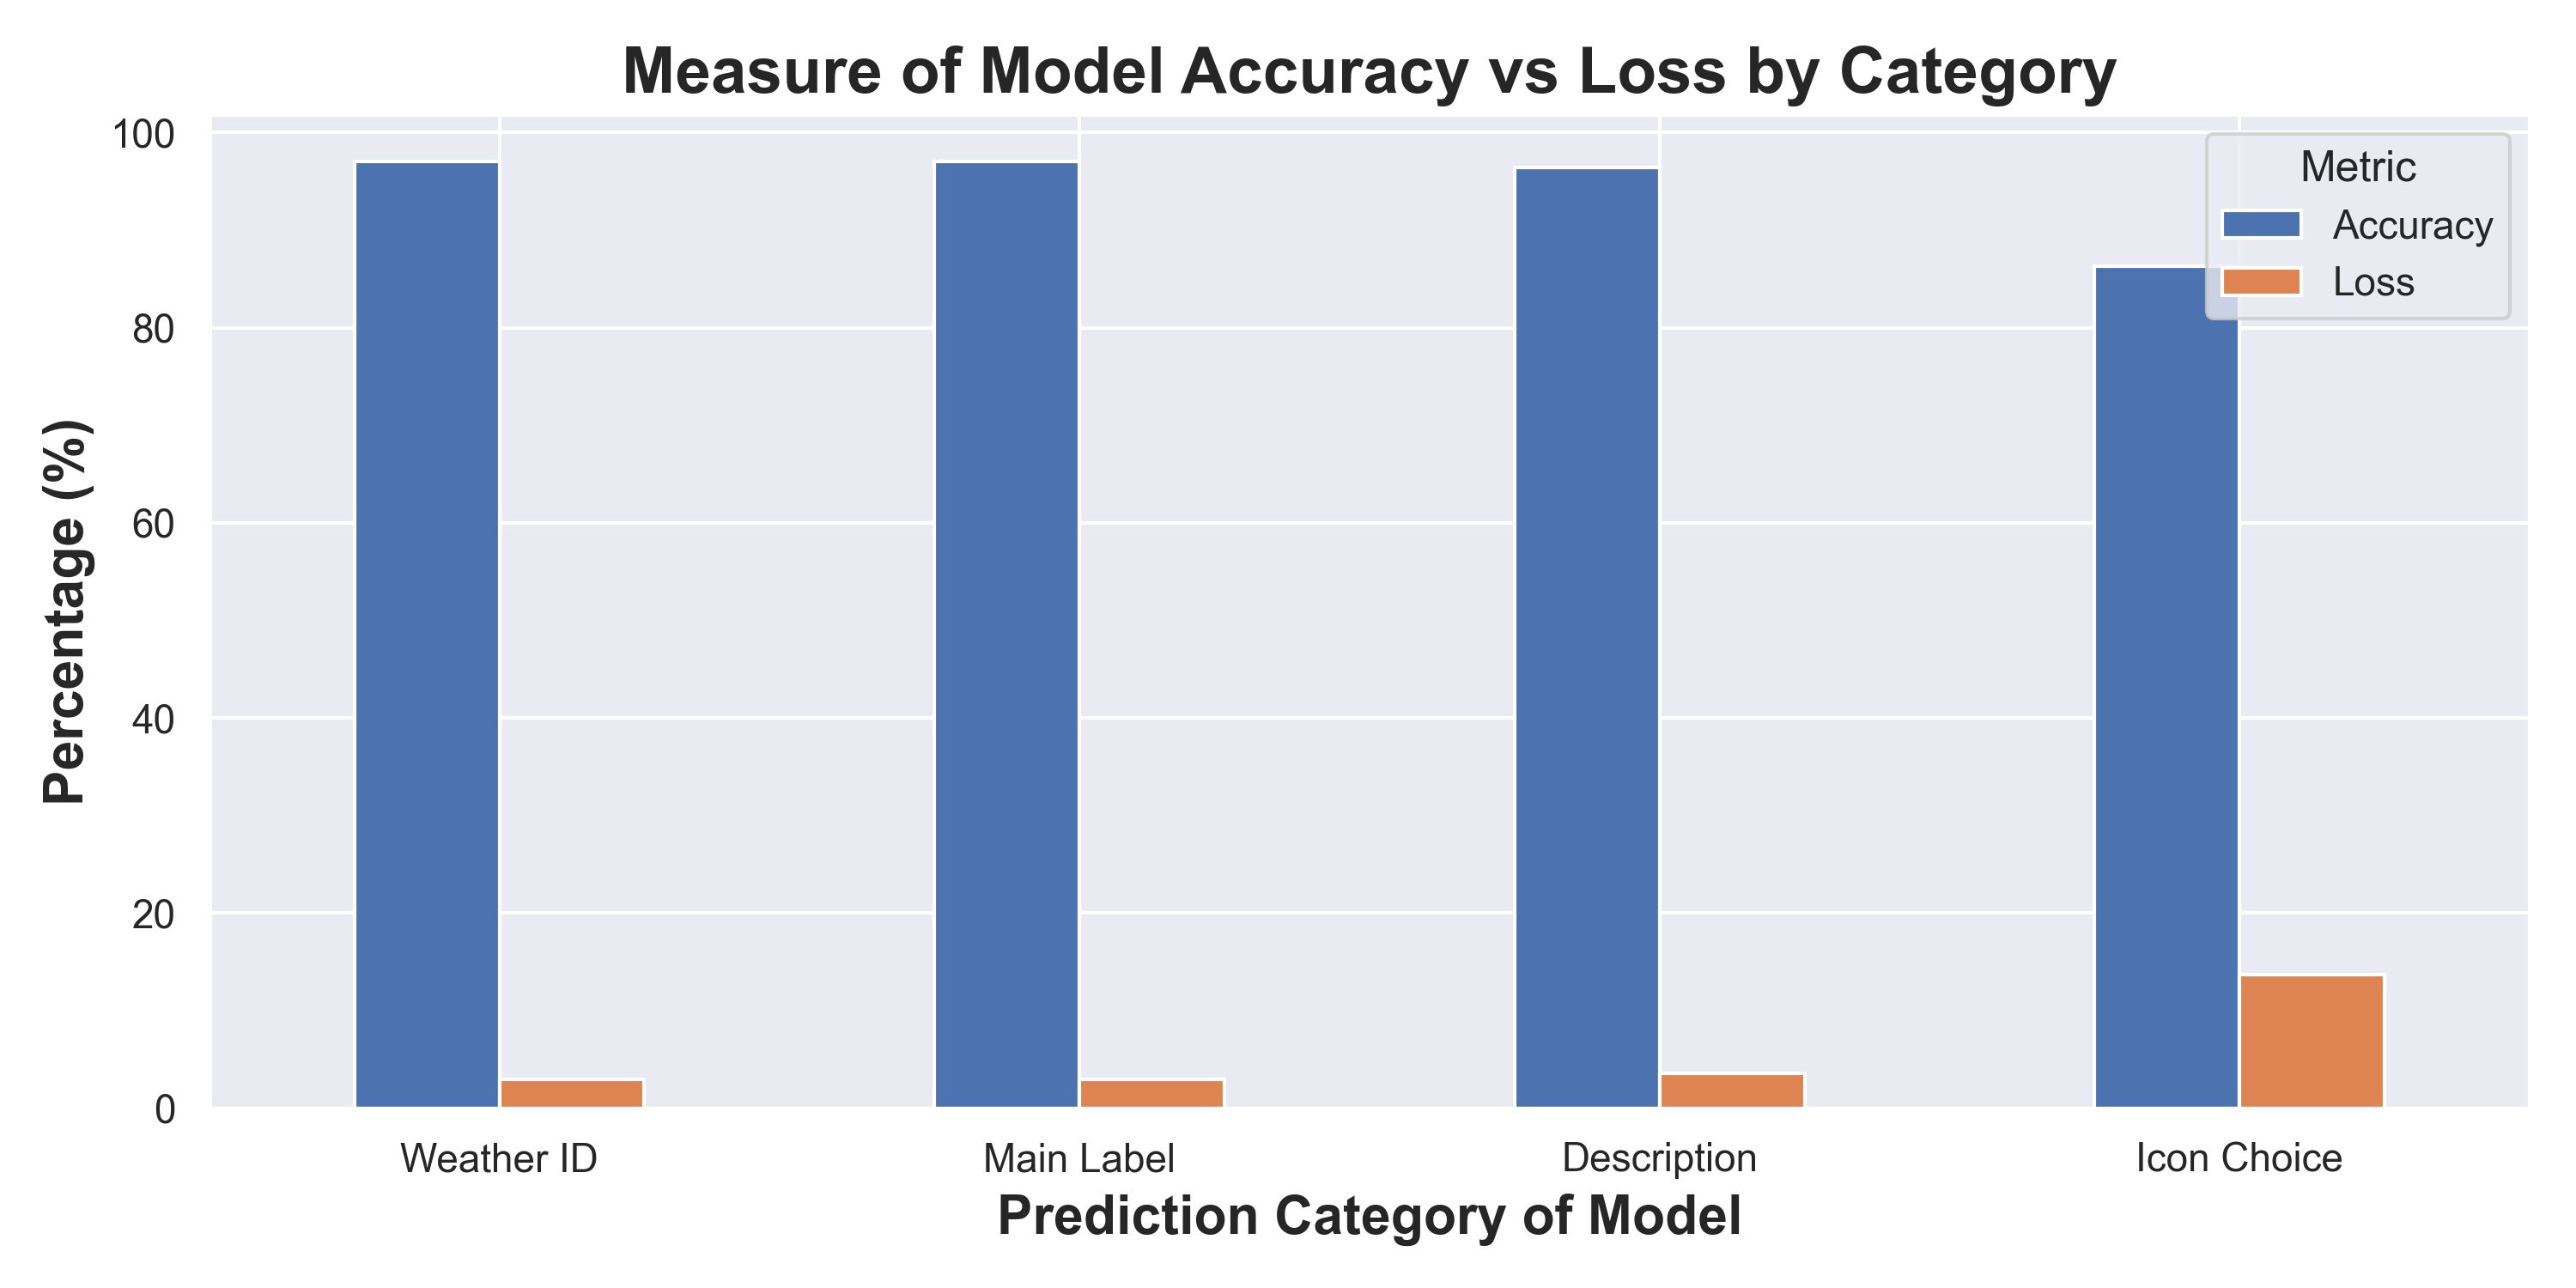 Measure of Model Accuracy vs Loss by Category
100
80
60
40
20
0
Percentage (%)
Metric
Accuracy
Loss
Weather ID
Main Label
Description
Icon Choice
Prediction Category of Model